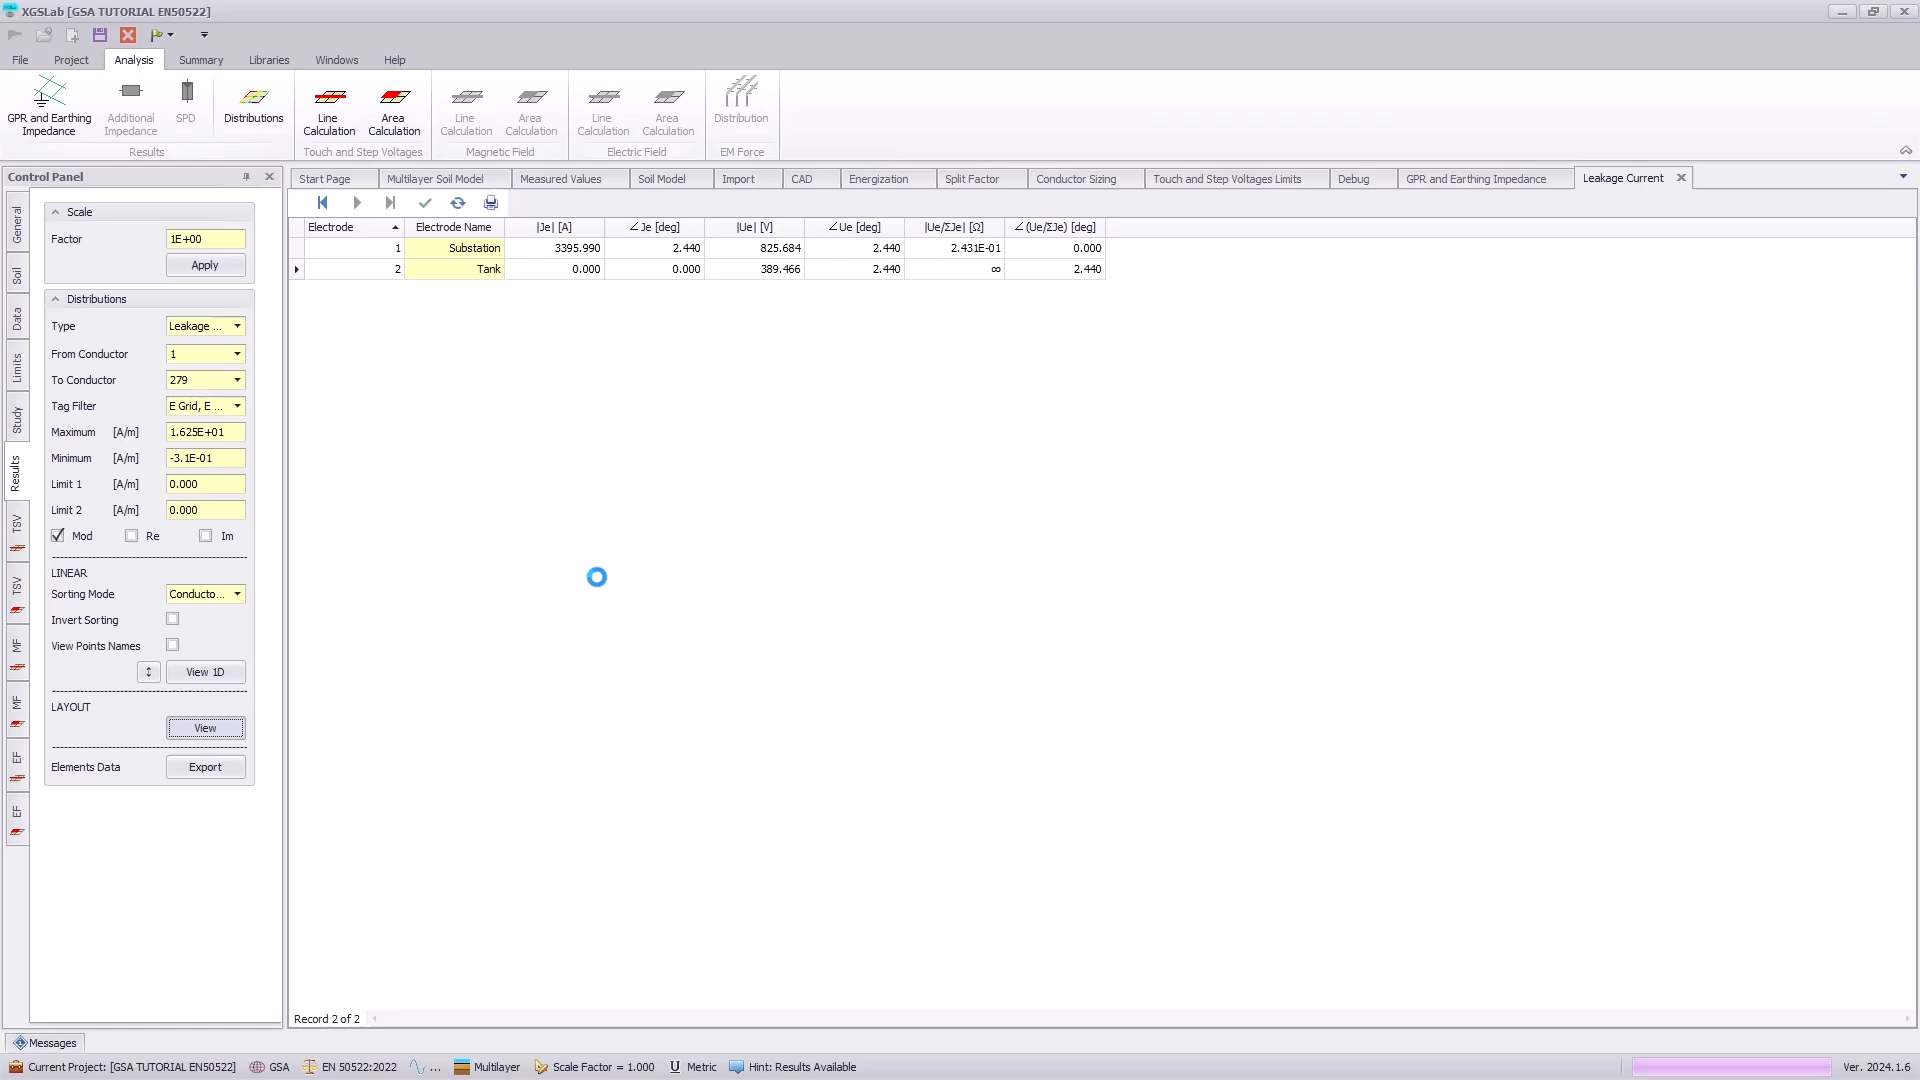 XGSLab [GSA TUTORIAL EN50522]
File Project Analysis Summary Libraries Windows Help
GPR and Earthing Impedance
Additional Impedance
SPD
Distributions
Line Calculation
Area Calculation
Line Calculation
Area Calculation
Line Calculation
Area Calculation
Distribution
Results
Touch and Step Voltages
Magnetic Field
Electric Field
EM Force
Control Panel
General
Soil
Data
Limits
Study
Results
TSV
TSV
MF
MF
EF
EF
Scale
Factor 1E+00
Apply
Distributions
Type Leakage ...
From Conductor 1
To Conductor 279
Tag Filter E Grid, E ...
Maximum [A/m] 1.625E+01
Minimum [A/m] -3.1E-01
Limit 1 [A/m] 0.000
Limit 2 [A/m] 0.000
Mod Re Im
LINEAR
Sorting Mode Conducto...
Invert Sorting
View Points Names
View 1D
LAYOUT
View
Elements Data Export
Start Page Multilayer Soil Model Measured Values Soil Model Import CAD Energization Split Factor Conductor Sizing Touch and Step Voltages Limits Debug GPR and Earthing Impedance Leakage Current
Electrode Electrode Name |Je| [A] ∠Je [deg] |Ue| [V] ∠Ue [deg] |Ue/ΣJe| [Ω] ∠(Ue/ΣJe) [deg]
1 Substation 3395.990 2.440 825.684 2.440 2.431E-01 0.000
2 Tank 0.000 0.000 389.466 2.440 ∞ 2.440
Record 2 of 2
Messages
Current Project: [GSA TUTORIAL EN50522] GSA EN 50522:2022 ... Multilayer Scale Factor = 1.000 U Metric Hint: Results Available Ver. 2024.1.6